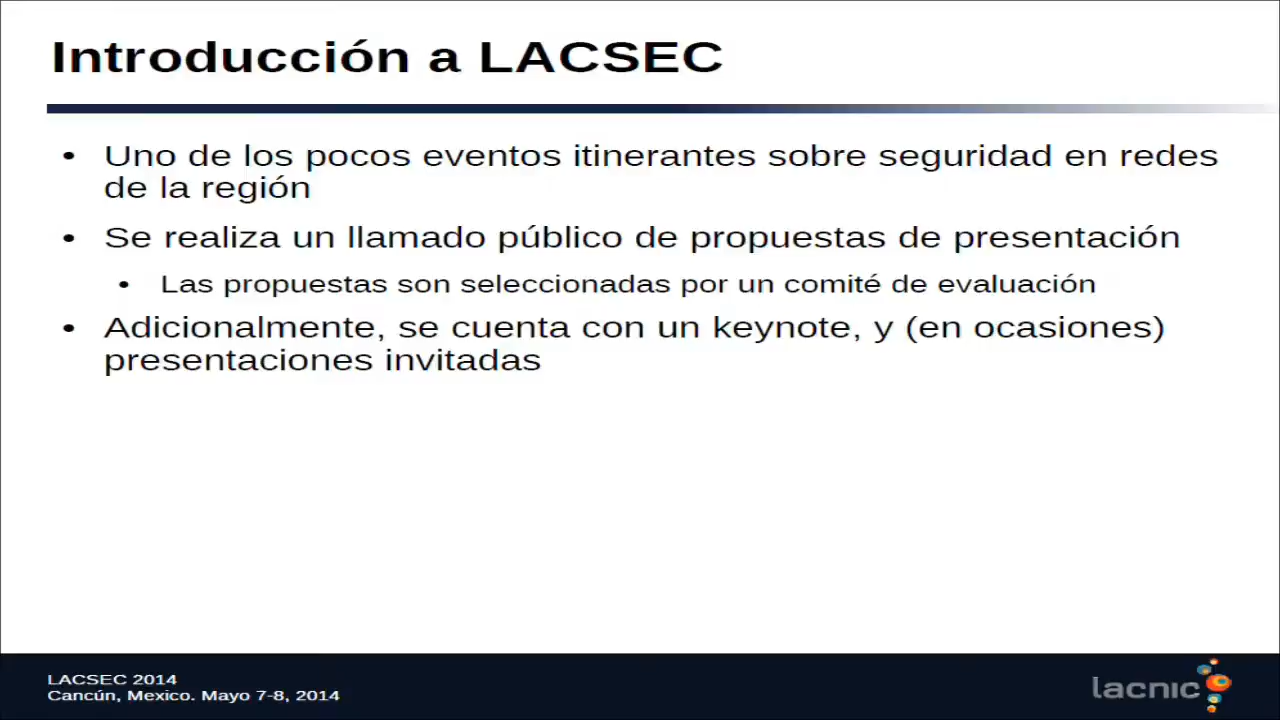 Introducción a LACSEC
• Uno de los pocos eventos itinerantes sobre seguridad en redes
de la región
• Se realiza un llamado público de propuestas de presentación
• Las propuestas son seleccionadas por un comité de evaluación
• Adicionalmente, se cuenta con un keynote, y (en ocasiones)
presentaciones invitadas
LACSEC 2014
Cancún, Mexico. Mayo 7-8, 2014
lacnic